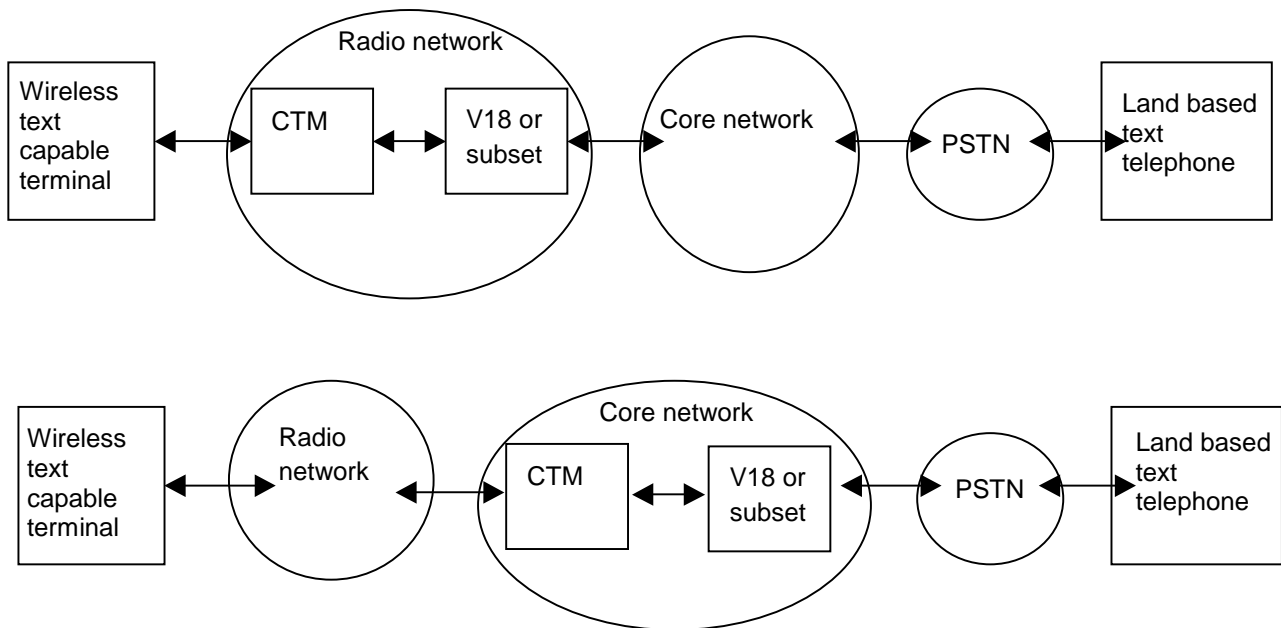 Radio network
Wireless
text
capable
terminal
CTM
V18 or
subset
Core network
PSTN
Land based
text
telephone
Wireless
text
capable
terminal
Radio
network
Core network
CTM
V18 or
subset
PSTN
Land based
text
telephone